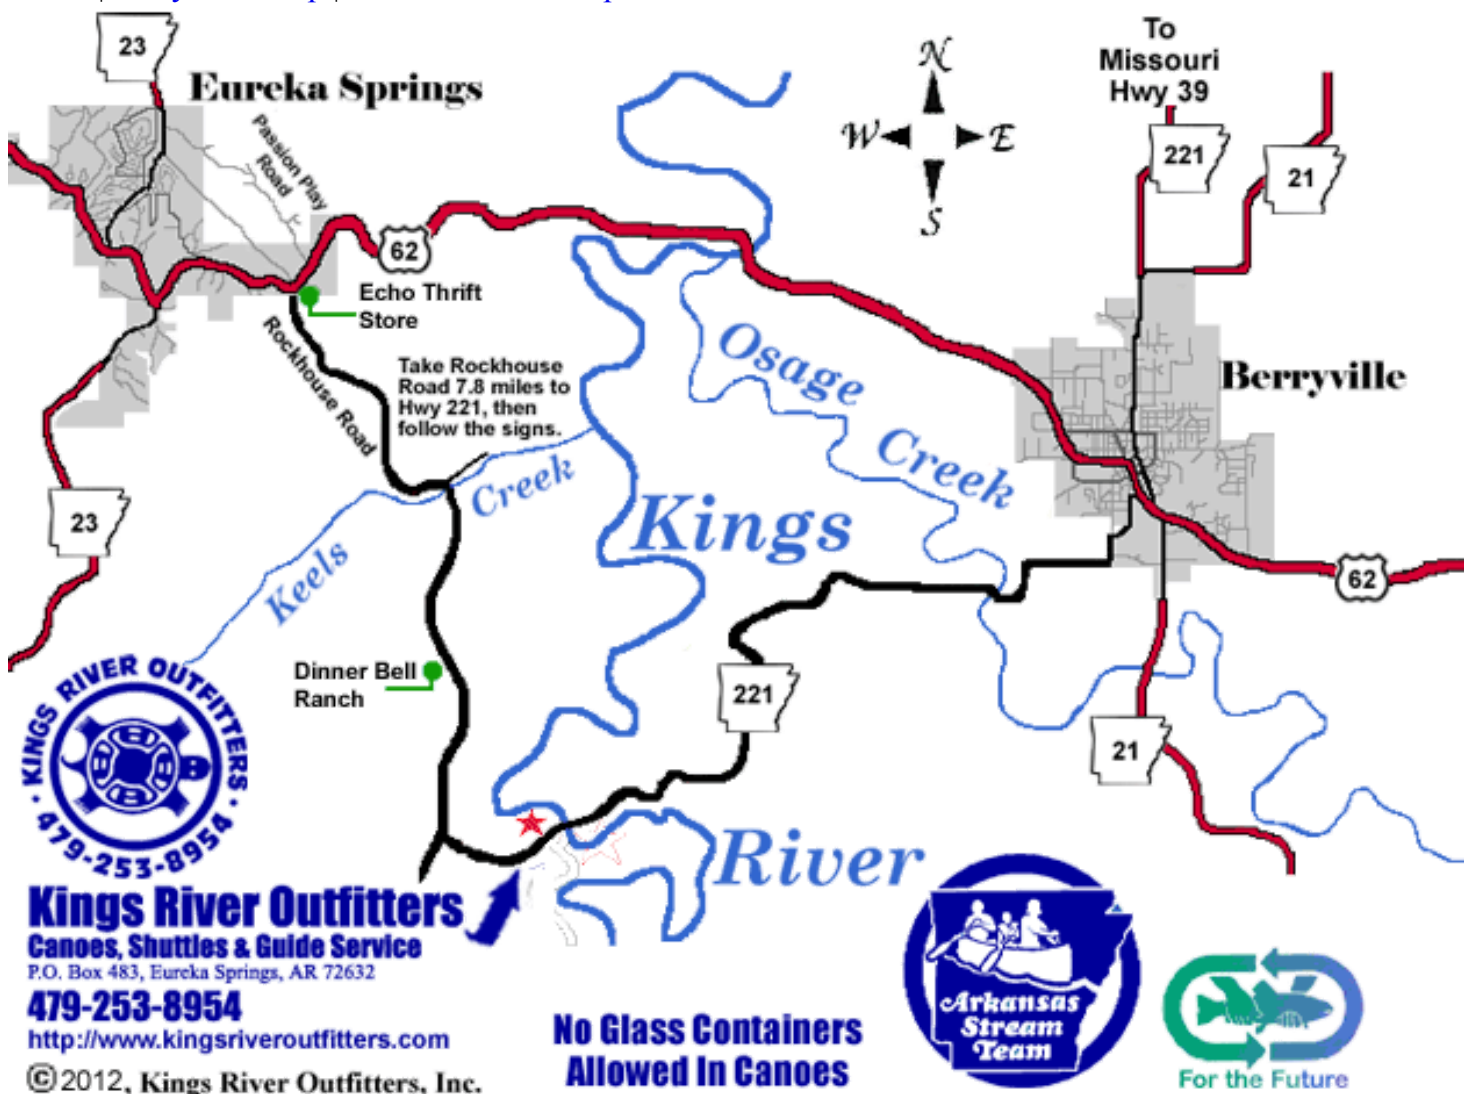 23
Eureka Springs
Passion Play
Road
N
W
E
S
To
Missouri
Hwy 39
221
21
62
Echo Thrift
Store
Rockhouse Road
Take Rockhouse
Road 7.8 miles to
Hwy 221, then
follow the signs.
Osage
Creek
Berryville
23
Keels
Creek
Kings
River
62
Dinner Bell
Ranch
221
21
KINGS RIVER OUTFITTERS
479-253-8954
Kings River Outfitters
Canoes, Shuttles & Guide Service
P.O. Box 483, Eureka Springs, AR 72632
479-253-8954
http://www.kingsriveroutfitters.com
©2012, Kings River Outfitters, Inc.
No Glass Containers
Allowed In Canoes
Arkansas
Stream
Team
For the Future